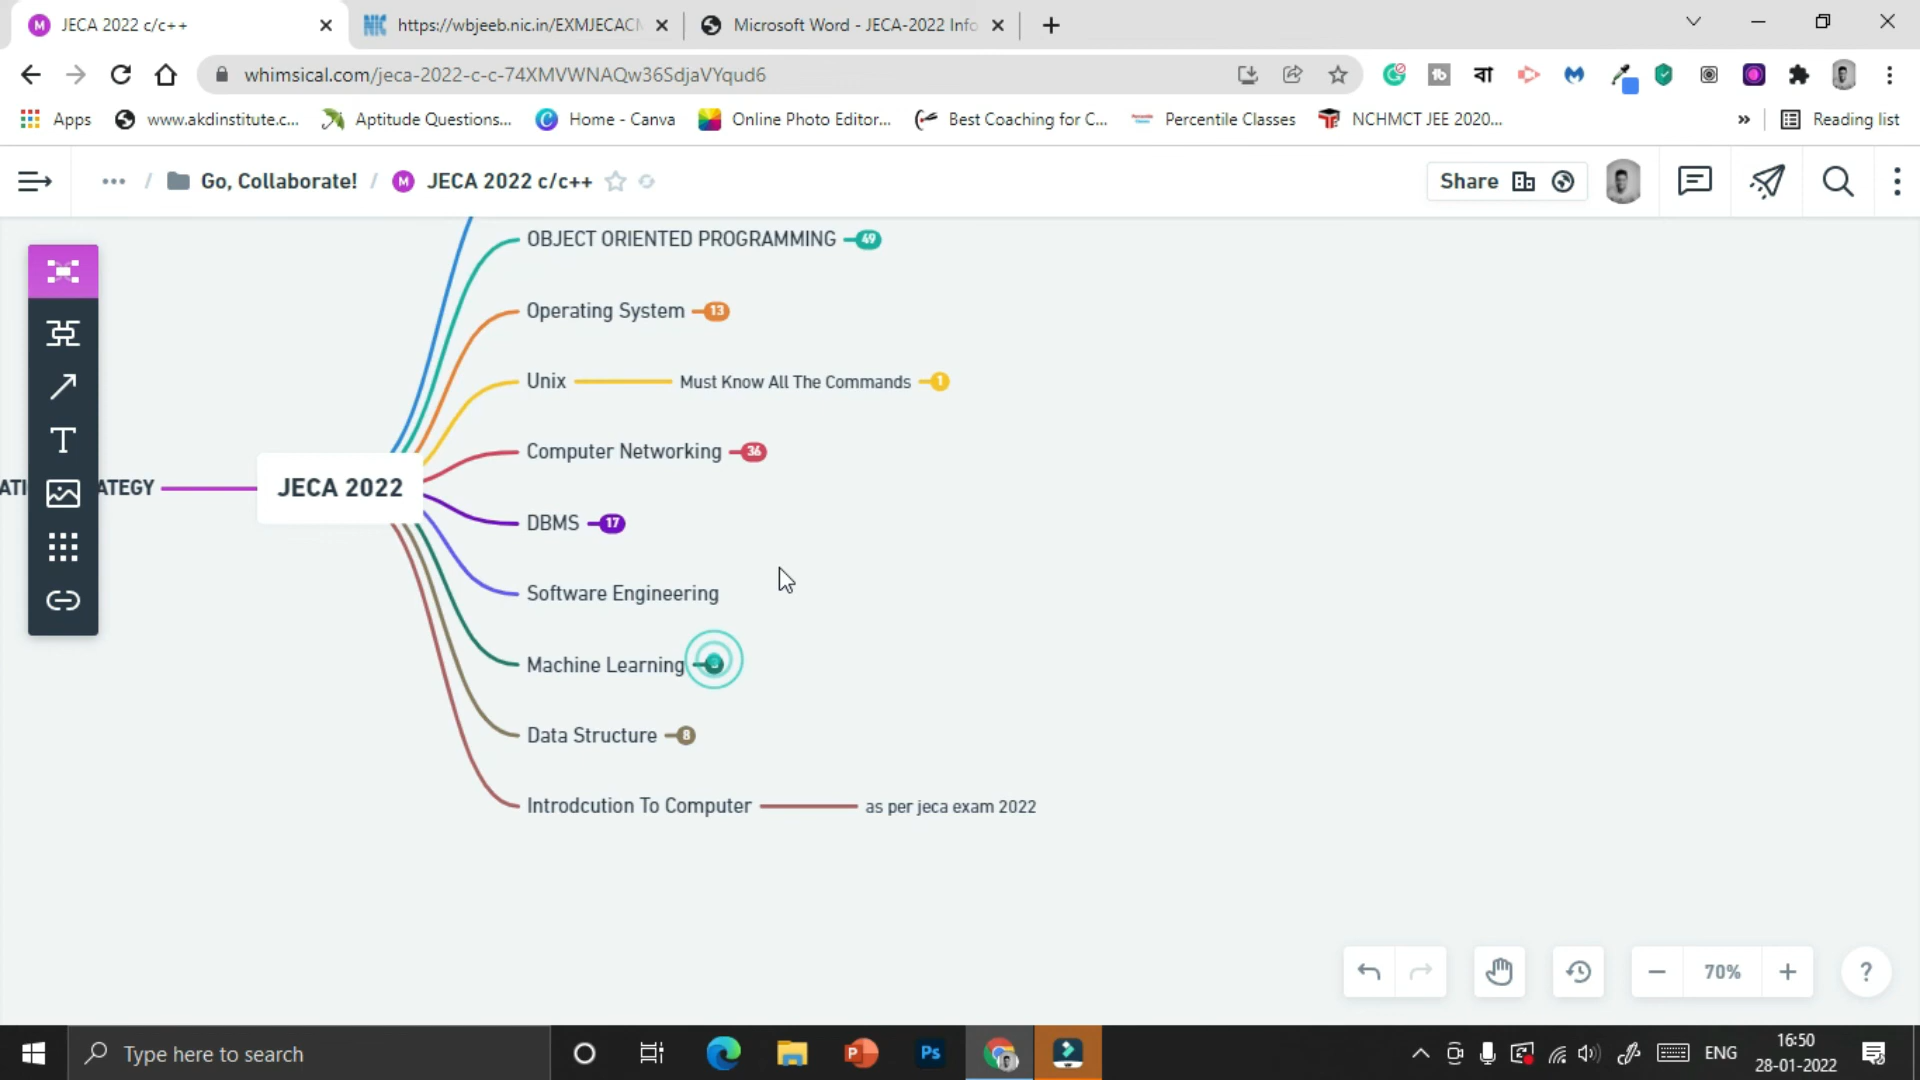 M JECA 2022 c/c++
NIC https://wbjeeb.nic.in/EXMJECACN
Microsoft Word - JECA-2022 Info
whimsical.com/jeca-2022-c-c-74XMVWNAQw36SdjaVYqud6
বা
Apps
www.akdinstitute.c...
Aptitude Questions...
Home - Canva
Online Photo Editor...
Best Coaching for C...
Percentile Classes
NCHMCT JEE 2020...
»
Reading list
... / Go, Collaborate! / M JECA 2022 c/c++
Share
OBJECT ORIENTED PROGRAMMING 49
Operating System 13
Unix Must Know All The Commands 1
Computer Networking 36
ATEGY JECA 2022
DBMS 17
Software Engineering
Machine Learning
Data Structure 8
Introdcution To Computer as per jeca exam 2022
T
70%
?
Type here to search
Ps
ENG
16:50
28-01-2022